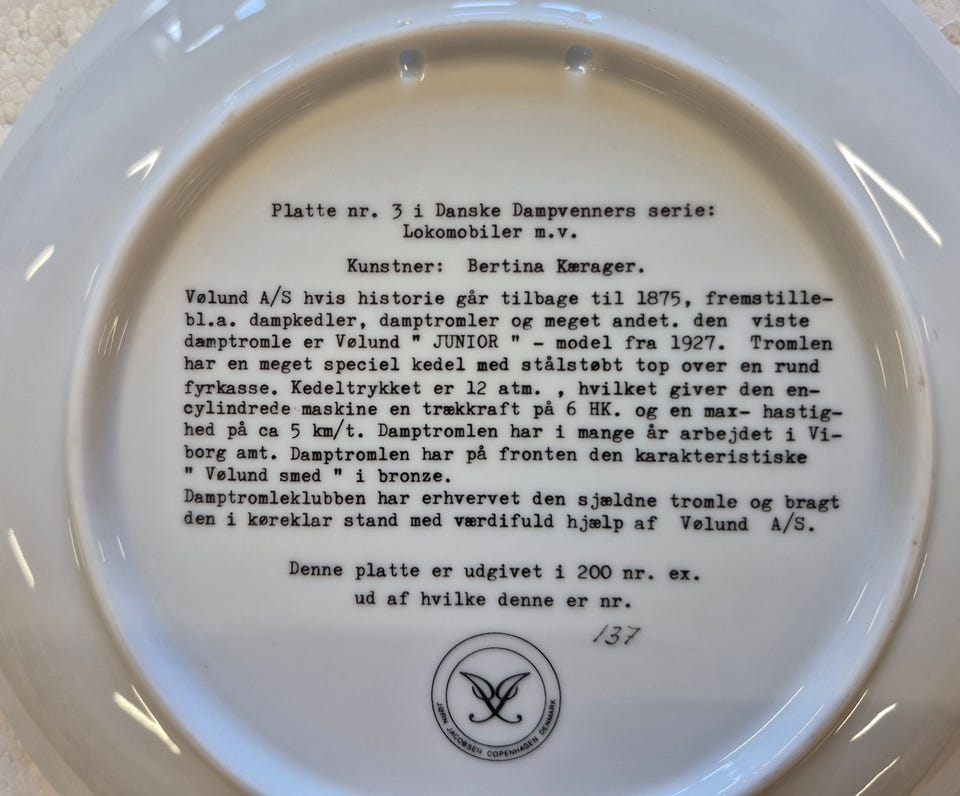 Platte nr. 3 i Danske Dampvenners serie:
Lokomobiler m.v.
Kunstner: Bertina Kærager.
Vølund A/S hvis historie går tilbage til 1875, fremstille-
bl.a. dampkedler, damptromler og meget andet. den viste
damptromle er Vølund " JUNIOR " - model fra 1927. Tromlen
har en meget speciel kedel med stålstøbt top over en rund
fyrkasse. Kedeltrykket er 12 atm. , hvilket giver den en-
cylindrede maskine en trækkraft på 6 HK. og en max- hastig-
hed på ca 5 km/t. Damptromlen har i mange år arbejdet i Vi-
borg amt. Damptromlen har på fronten den karakteristiske
" Vølund smed " i bronze.
Damptromleklubben har erhvervet den sjældne tromle og bragt
den i køreklar stand med værdifuld hjælp af Vølund A/S.
Denne platte er udgivet i 200 nr. ex.
ud af hvilke denne er nr.
137
JØRN JACOBSEN COPENHAGEN DENMARK